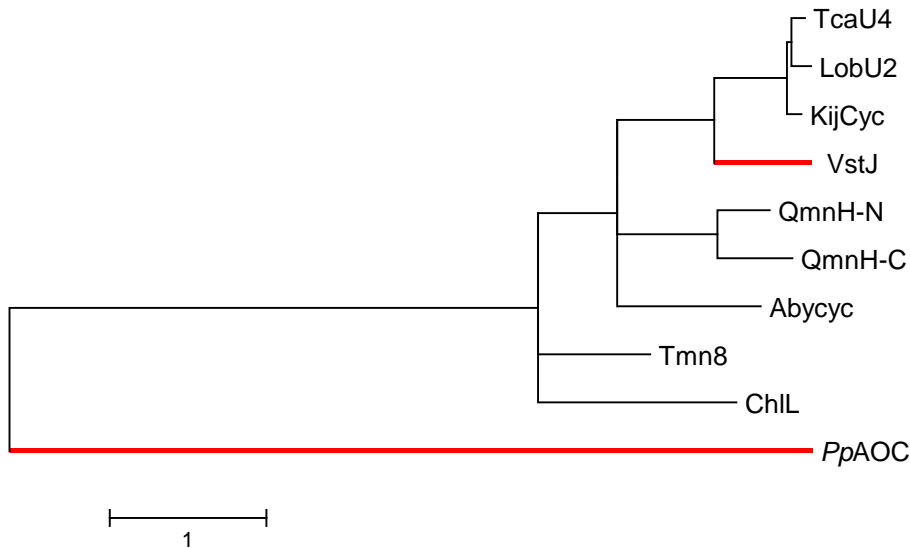 TcaU4
LobU2
KijCyc
VstJ
QmnH-N
QmnH-C
Abycyc
Tmn8
ChlL
PpAOC
1